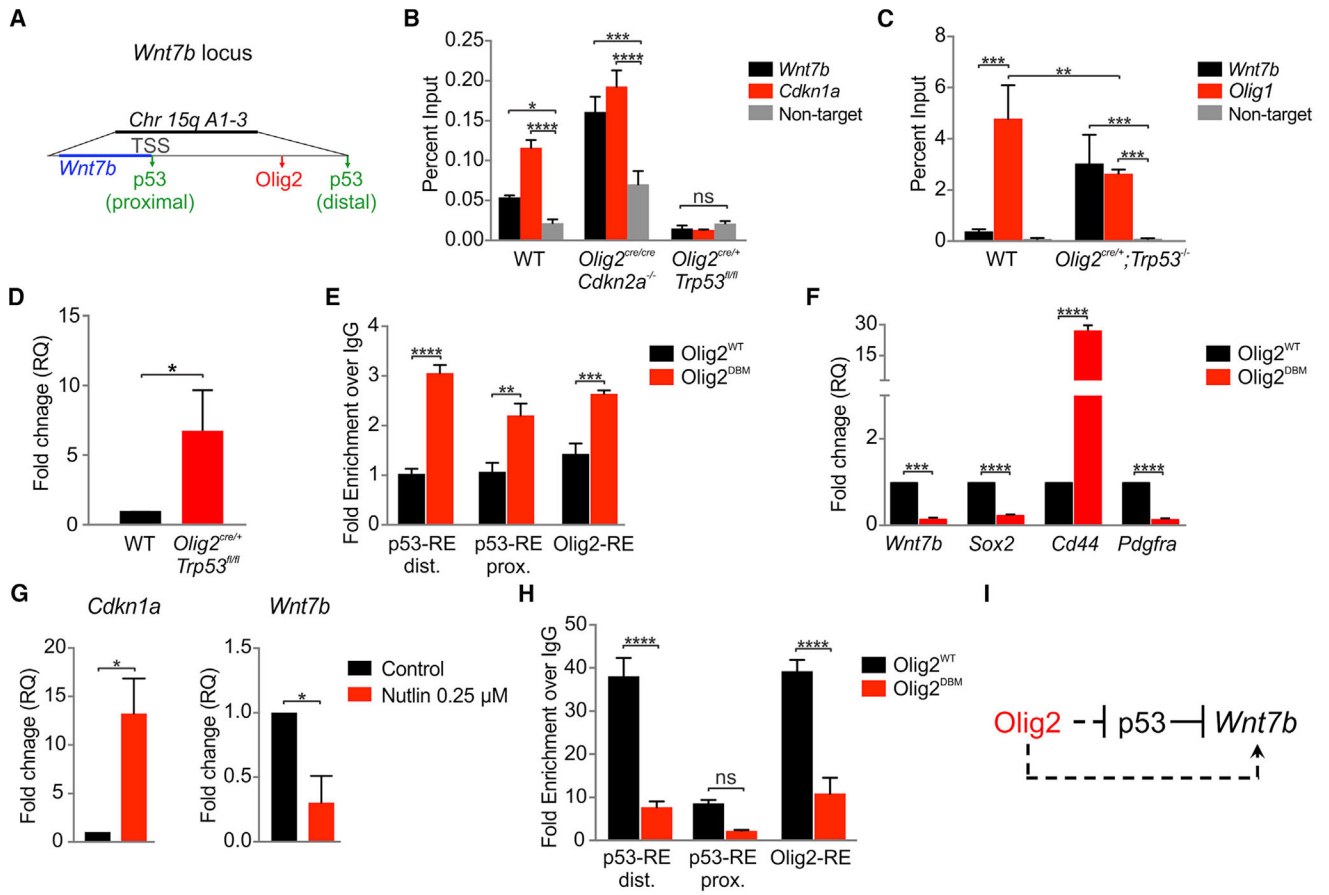 A
Wnt7b locus
Chr 15q A1-3
TSS
Wnt7b
p53
(proximal)
Olig2
p53
(distal)
B
Percent Input
0.25
0.20
0.15
0.10
0.05
0.00
*
****
***
****
ns
WT
Olig2cre/cre
Cdkn2a-/-
Olig2cre/+
Trp53fl/fl
Wnt7b
Cdkn1a
Non-target
C
Percent Input
8
6
4
2
0
***
**
***
***
WT
Olig2cre/+;Trp53-/-
Wnt7b
Olig1
Non-target
D
Fold chnage (RQ)
15
10
5
0
*
WT
Olig2cre/+
Trp53fl/fl
E
Fold Enrichment over IgG
4
3
2
1
0
****
**
***
p53-RE
dist.
p53-RE
prox.
Olig2-RE
Olig2WT
Olig2DBM
F
Fold chnage (RQ)
30
15
2
0
***
****
****
****
Wnt7b
Sox2
Cd44
Pdgfra
Olig2WT
Olig2DBM
G
Cdkn1a
Fold chnage (RQ)
20
15
10
5
0
*
Wnt7b
Fold change (RQ)
1.5
1.0
0.5
0.0
*
Control
Nutlin 0.25 µM
H
Fold Enrichment over IgG
50
40
30
20
10
0
****
ns
****
p53-RE
dist.
p53-RE
prox.
Olig2-RE
Olig2WT
Olig2DBM
I
Olig2
p53
Wnt7b